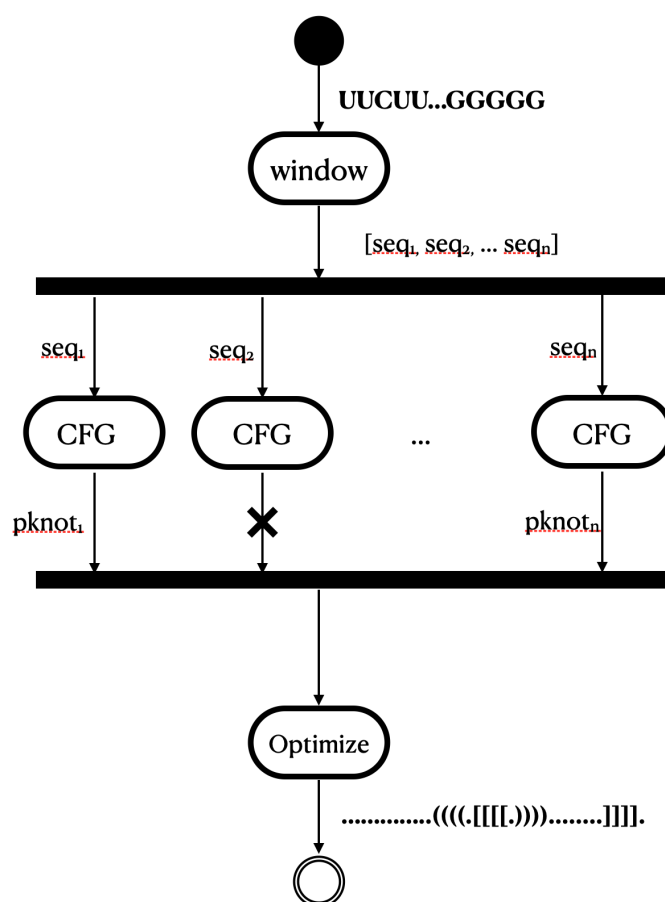 UUCUU...GGGGG
window
[seq₁, seq₂, ... seqₙ]
seq₁ seq₂ seqₙ
CFG CFG ... CFG
pknot₁ pknotₙ
Optimize
..............((((.[[[[.))))........]]]].